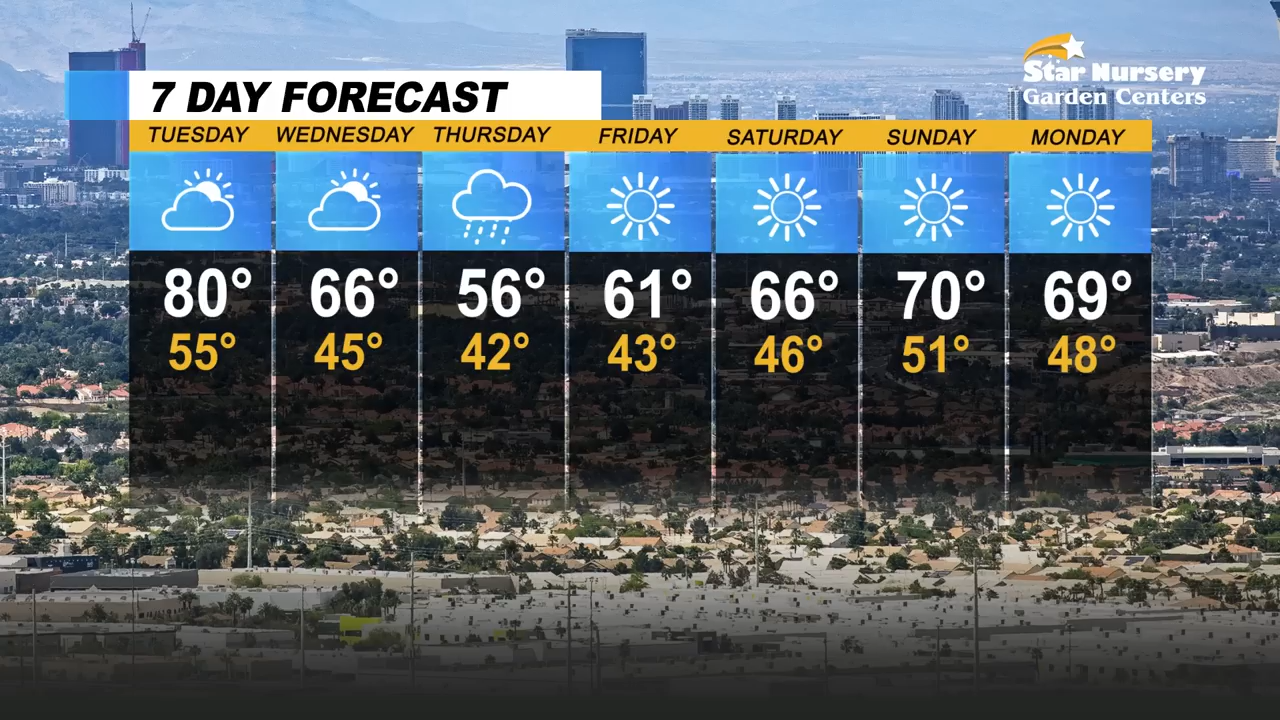 Star Nursery
Garden Centers
7 DAY FORECAST
TUESDAY WEDNESDAY THURSDAY FRIDAY SATURDAY SUNDAY MONDAY
80° 66° 56° 61° 66° 70° 69°
55° 45° 42° 43° 46° 51° 48°